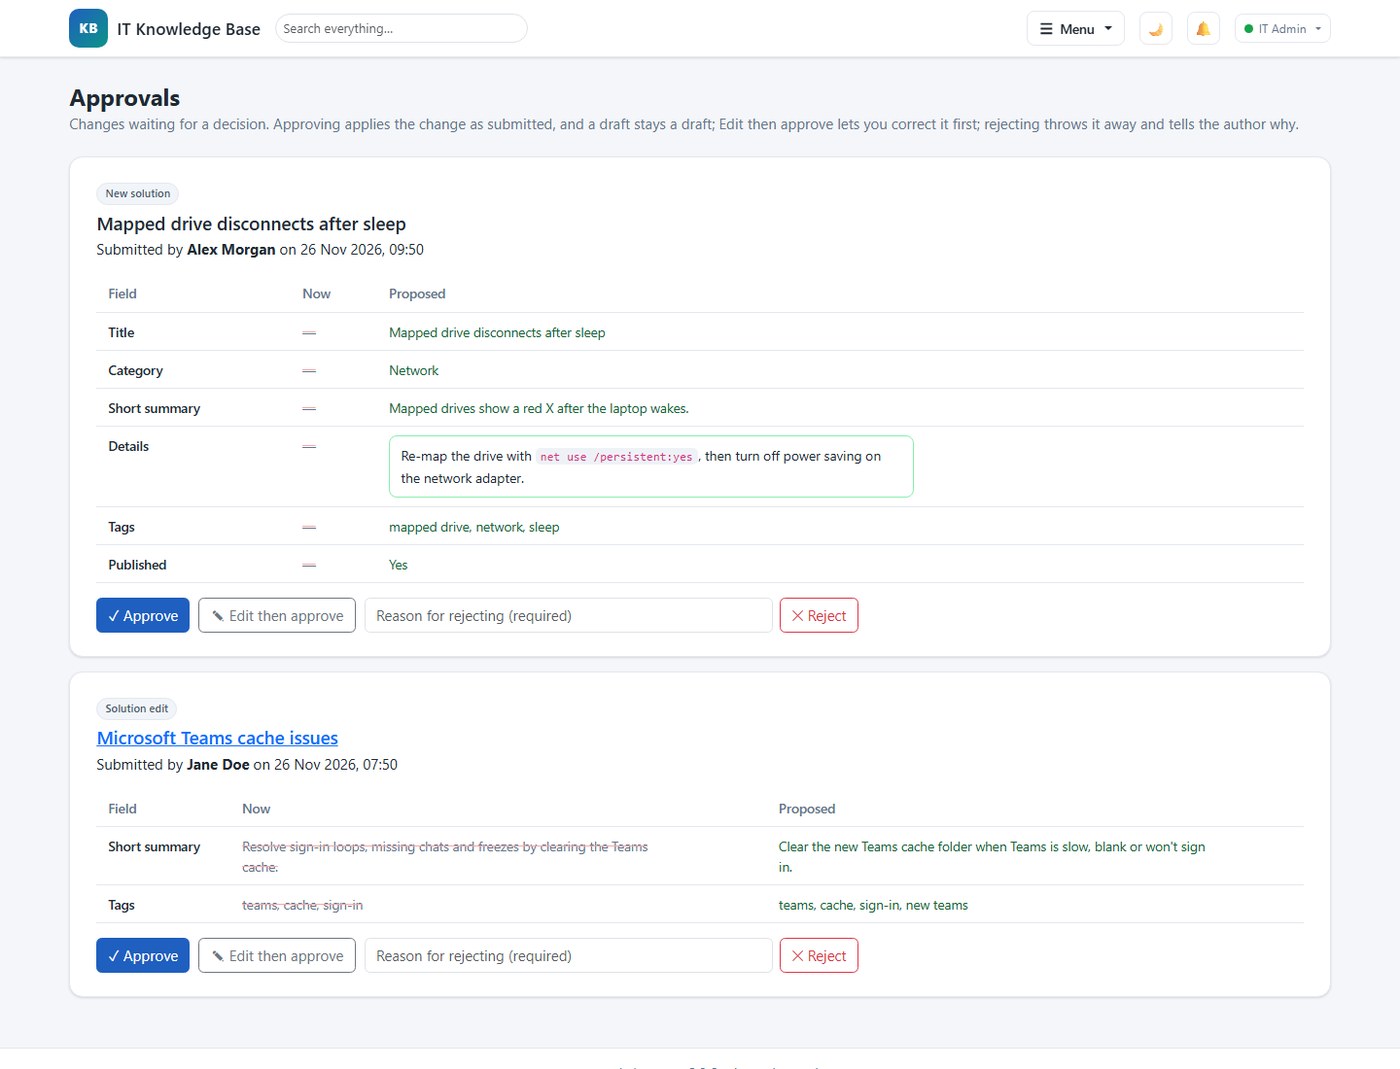 KB IT Knowledge Base Search everything... ☰ Menu IT Admin
Approvals
Changes waiting for a decision. Approving applies the change as submitted, and a draft stays a draft; Edit then approve lets you correct it first; rejecting throws it away and tells the author why.
New solution
Mapped drive disconnects after sleep
Submitted by Alex Morgan on 26 Nov 2026, 09:50
Field Now Proposed
Title — Mapped drive disconnects after sleep
Category — Network
Short summary — Mapped drives show a red X after the laptop wakes.
Details — Re-map the drive with net use /persistent:yes, then turn off power saving on
the network adapter.
Tags — mapped drive, network, sleep
Published — Yes
✓ Approve ✎ Edit then approve Reason for rejecting (required) ✕ Reject
Solution edit
Microsoft Teams cache issues
Submitted by Jane Doe on 26 Nov 2026, 07:50
Field Now Proposed
Short summary Resolve sign-in loops, missing chats and freezes by clearing the Teams Clear the new Teams cache folder when Teams is slow, blank or won't sign
cache. in.
Tags teams, cache, sign-in teams, cache, sign-in, new teams
✓ Approve ✎ Edit then approve Reason for rejecting (required) ✕ Reject